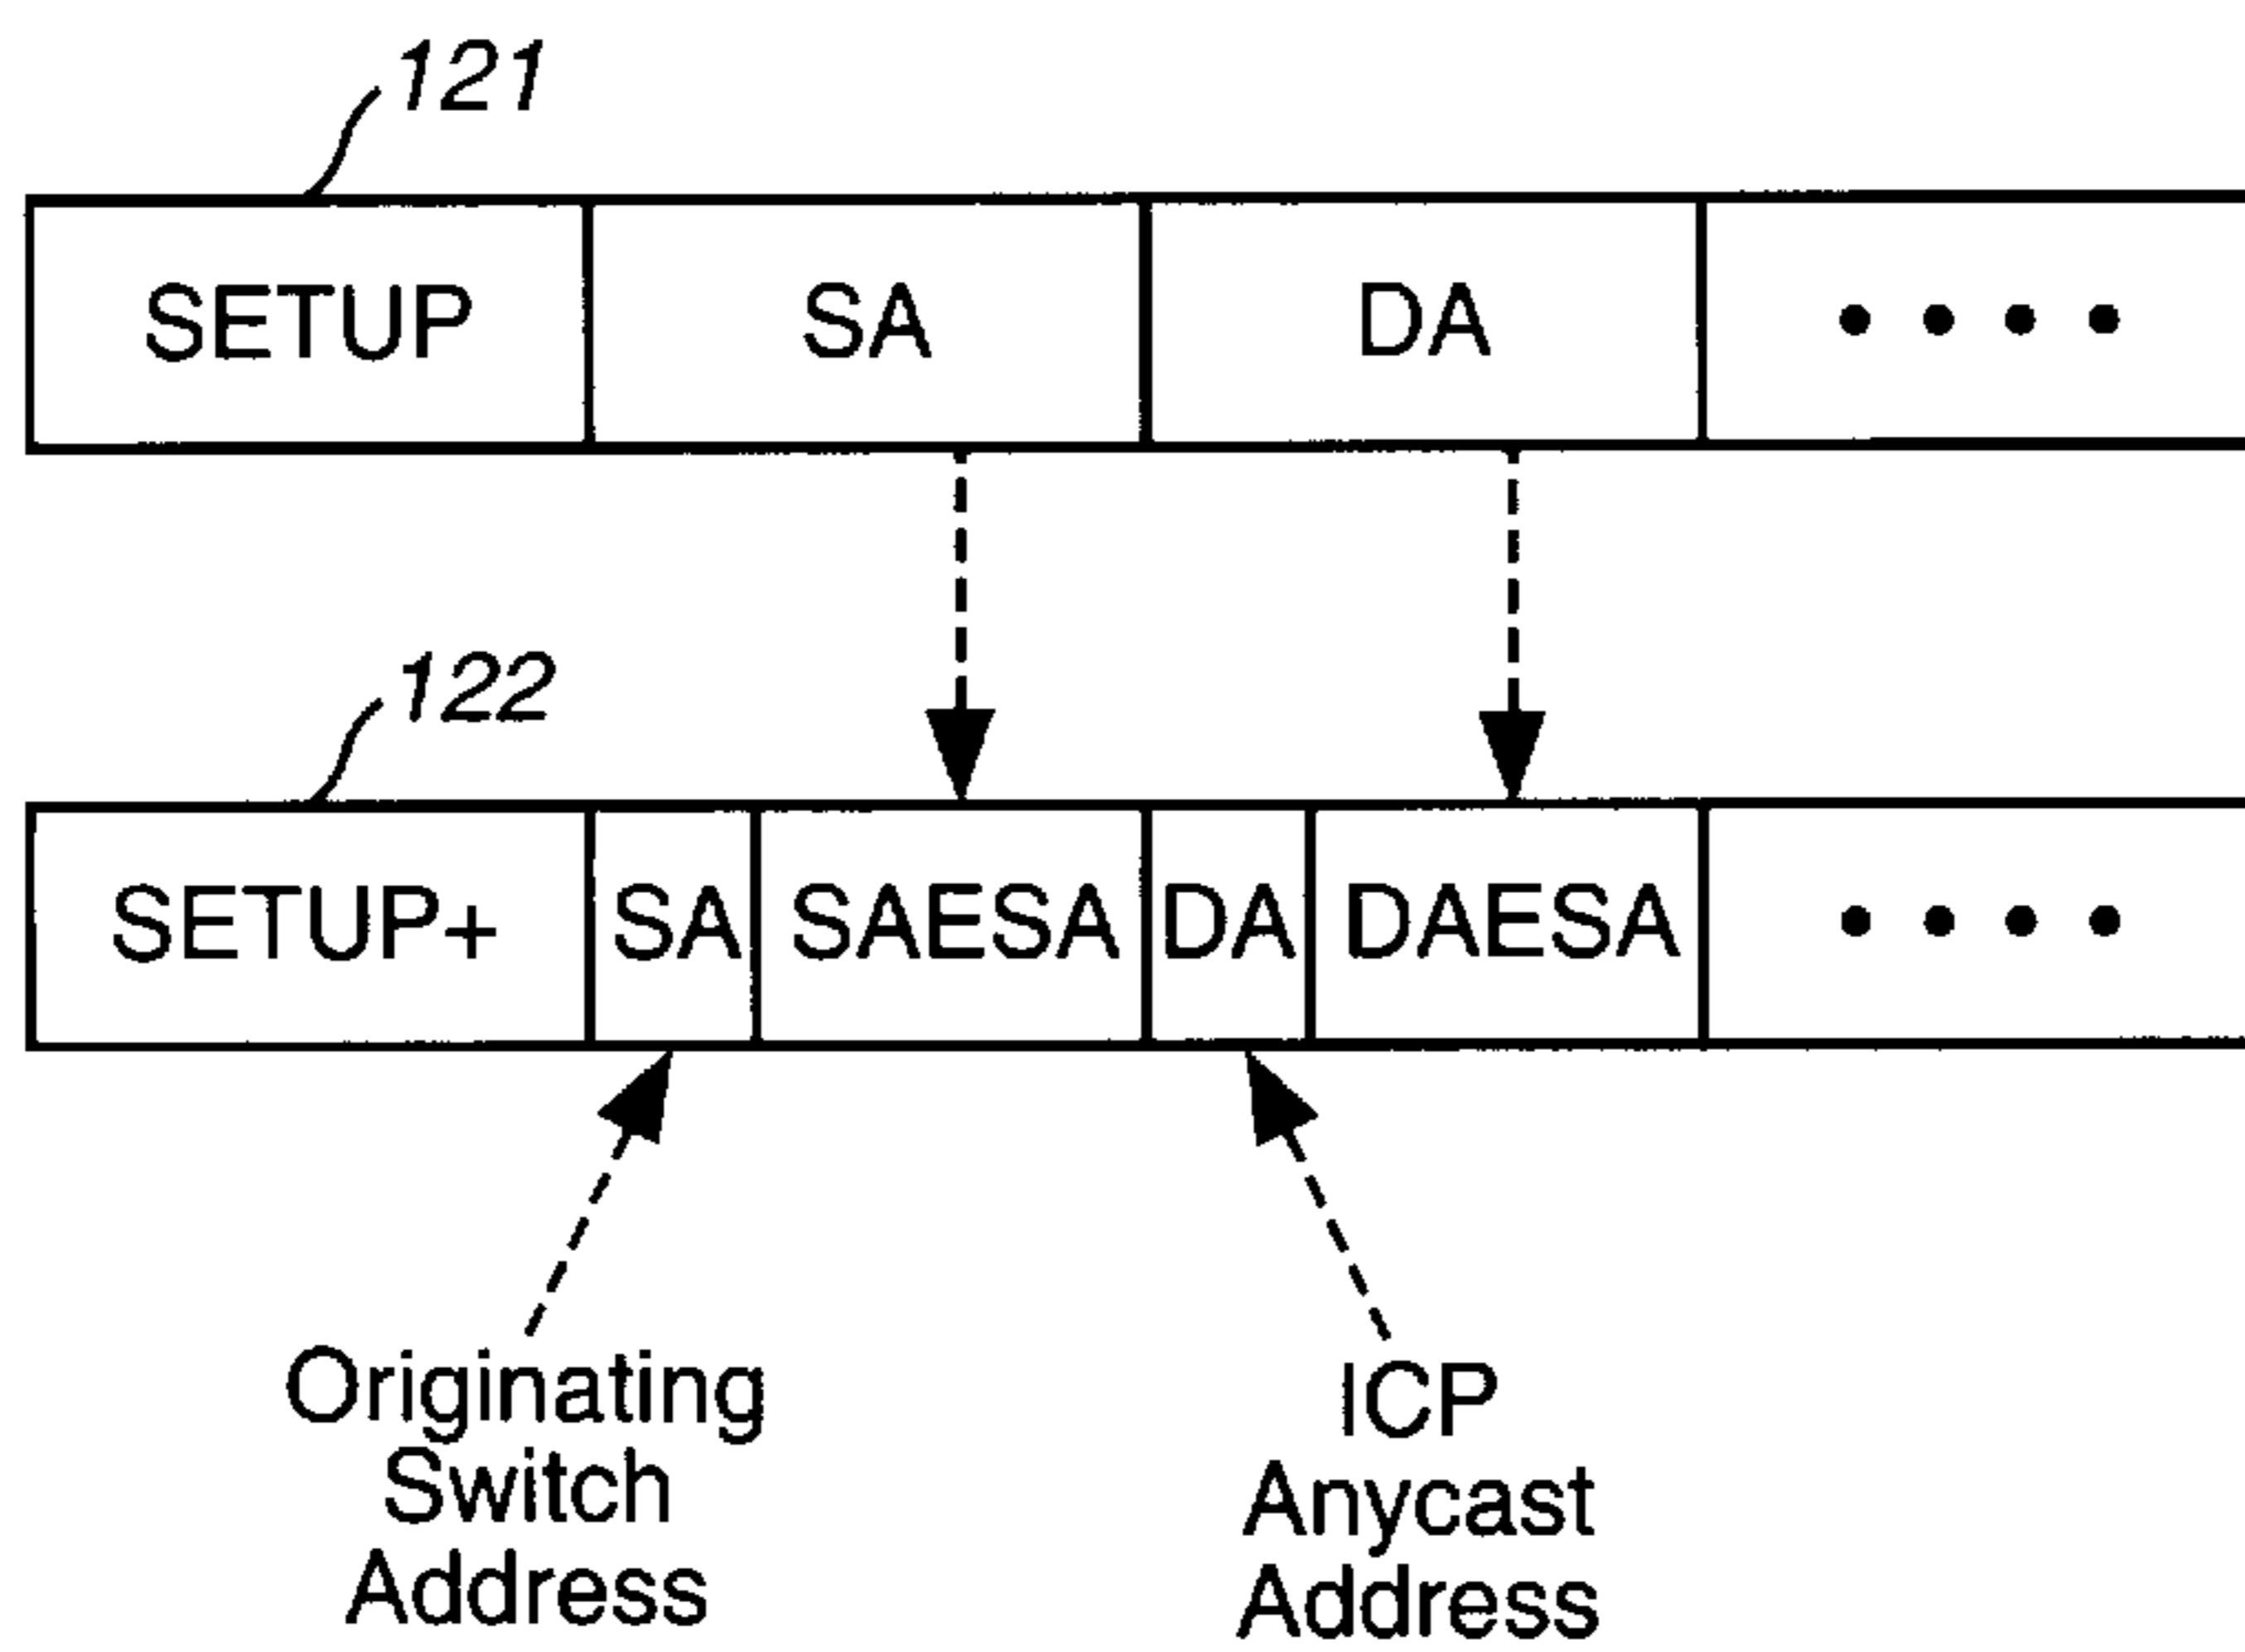 121
SETUP SA DA ••••
122
SETUP+ SA SAESA DA DAESA ••••
Originating
Switch
Address
ICP
Anycast
Address